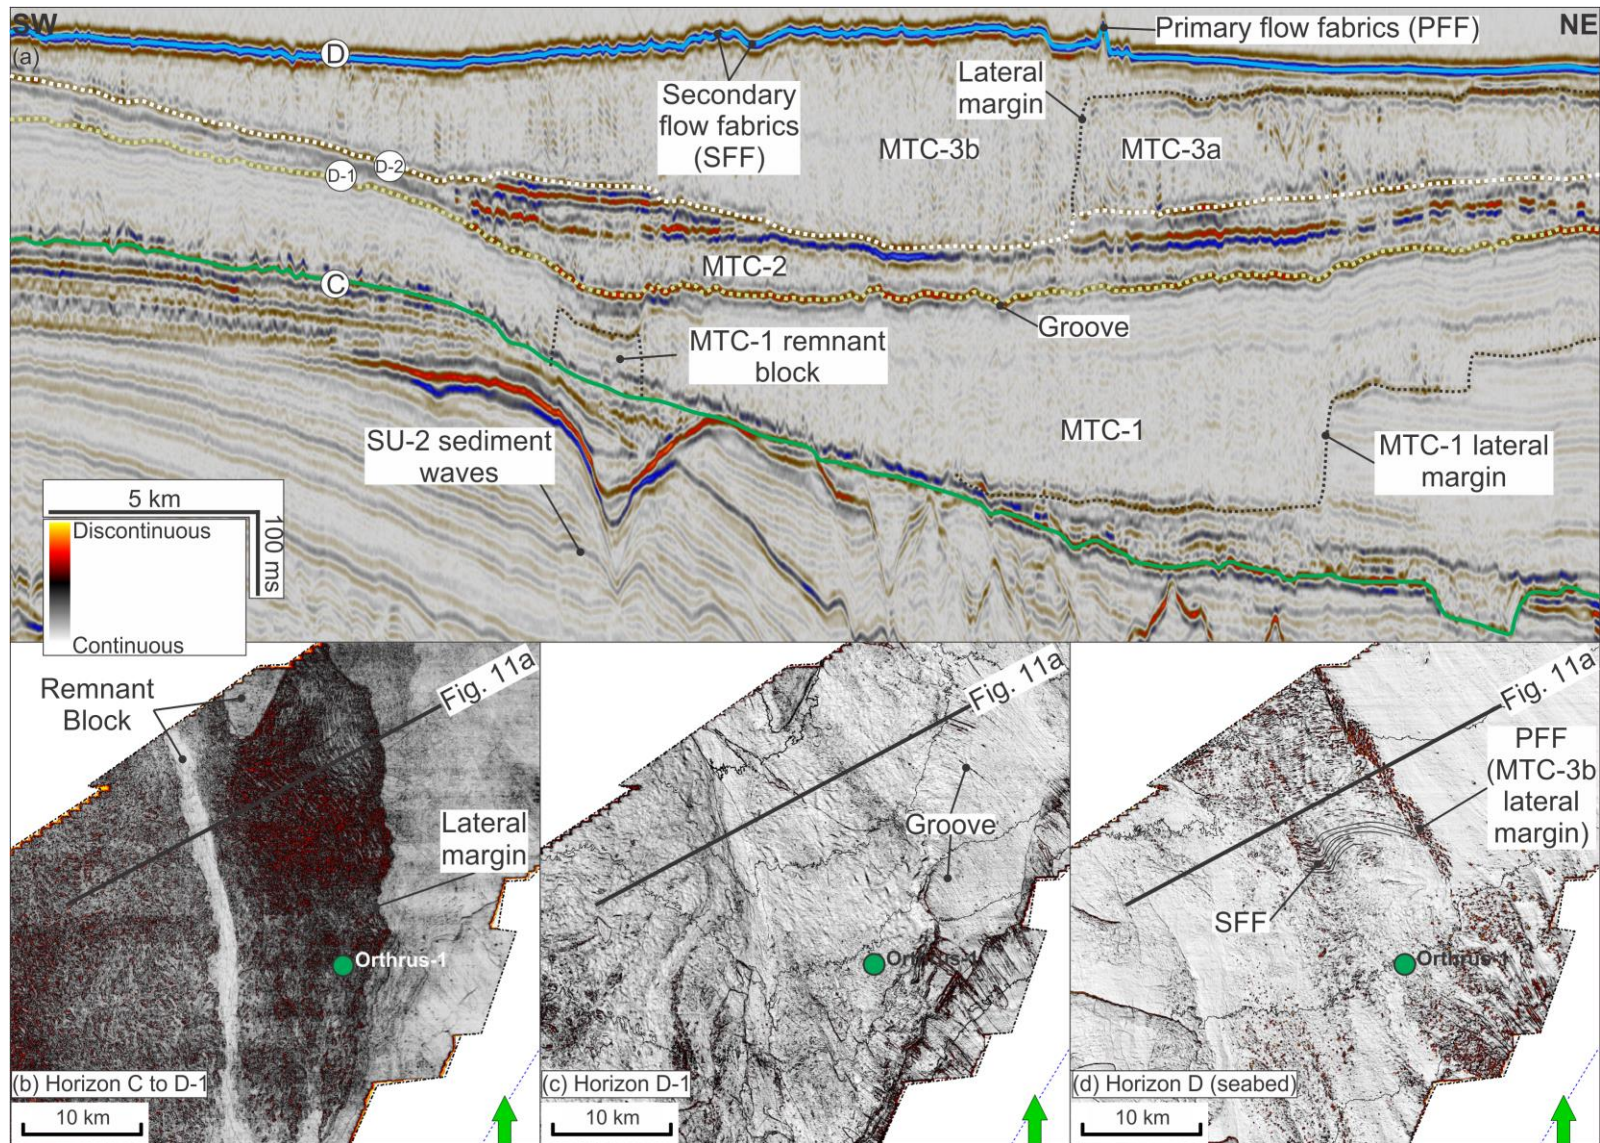 SW
NE
(a)
D
Primary flow fabrics (PFF)
Lateral
margin
Secondary
flow fabrics
(SFF)
MTC-3b
MTC-3a
D-1
D-2
MTC-2
C
Groove
MTC-1 remnant
block
MTC-1
SU-2 sediment
waves
MTC-1 lateral
margin
5 km
100 ms
Discontinuous
Continuous
Remnant
Block
Fig. 11a
Lateral
margin
Orthrus-1
(b) Horizon C to D-1
10 km
Fig. 11a
Groove
Orthrus-1
(c) Horizon D-1
10 km
Fig. 11a
PFF
(MTC-3b
lateral
margin)
SFF
Orthrus-1
(d) Horizon D (seabed)
10 km